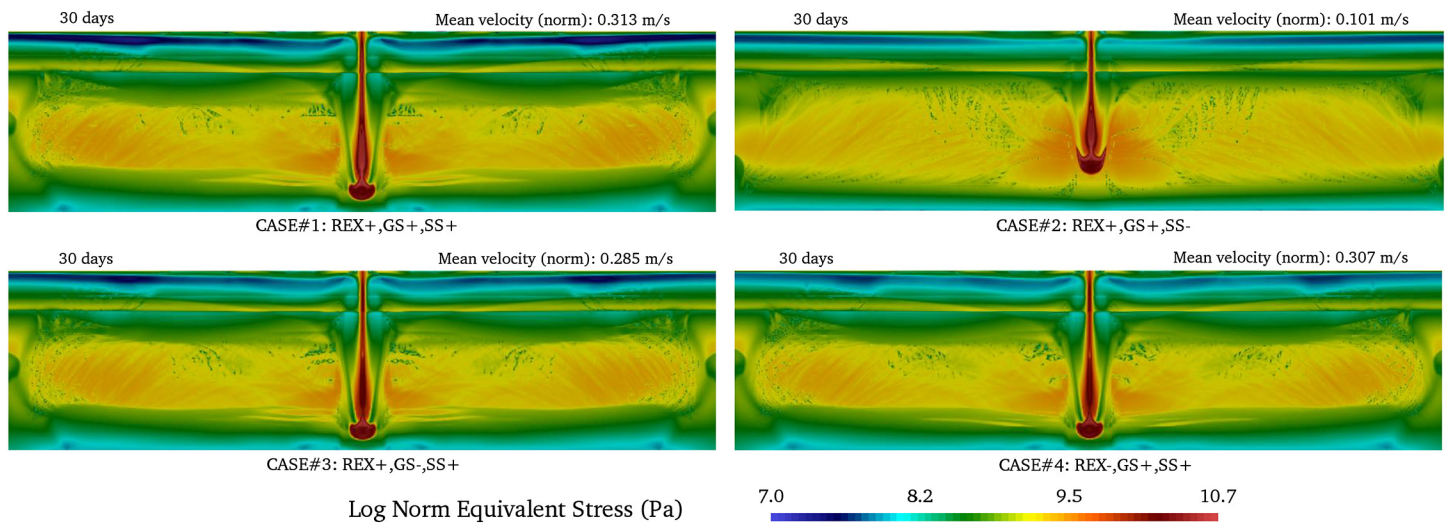 30 days Mean velocity (norm): 0.313 m/s
30 days Mean velocity (norm): 0.101 m/s
CASE#1: REX+,GS+,SS+
CASE#2: REX+,GS+,SS-
30 days Mean velocity (norm): 0.285 m/s
30 days Mean velocity (norm): 0.307 m/s
CASE#3: REX+,GS-,SS+
CASE#4: REX-,GS+,SS+
Log Norm Equivalent Stress (Pa)
7.0 8.2 9.5 10.7